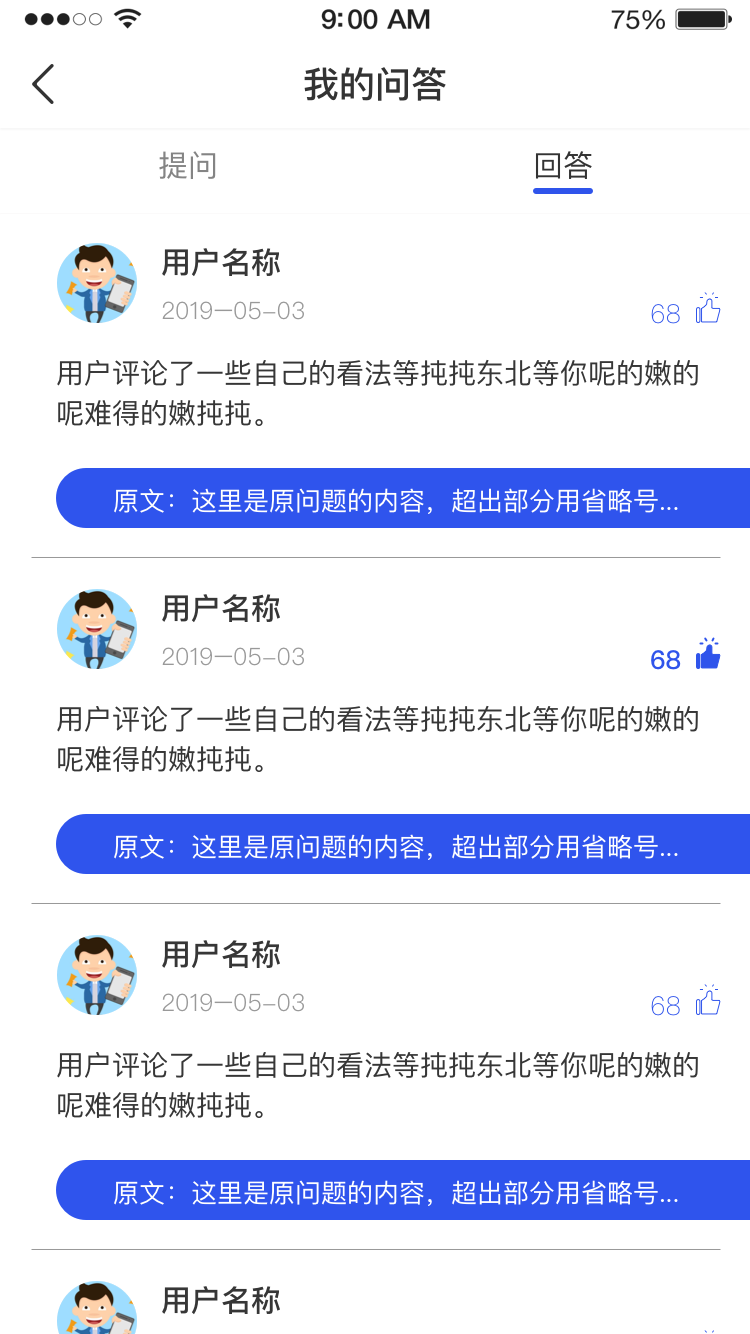 9:00 AM
75%
我的问答
提问
回答
用户名称
2019—05-03
68
用户评论了一些自己的看法等扽扽东北等你呢的嫩的
呢难得的嫩扽扽。
原文：这里是原问题的内容，超出部分用省略号...
用户名称
2019—05-03
68
用户评论了一些自己的看法等扽扽东北等你呢的嫩的
呢难得的嫩扽扽。
原文：这里是原问题的内容，超出部分用省略号...
用户名称
2019—05-03
68
用户评论了一些自己的看法等扽扽东北等你呢的嫩的
呢难得的嫩扽扽。
原文：这里是原问题的内容，超出部分用省略号...
用户名称